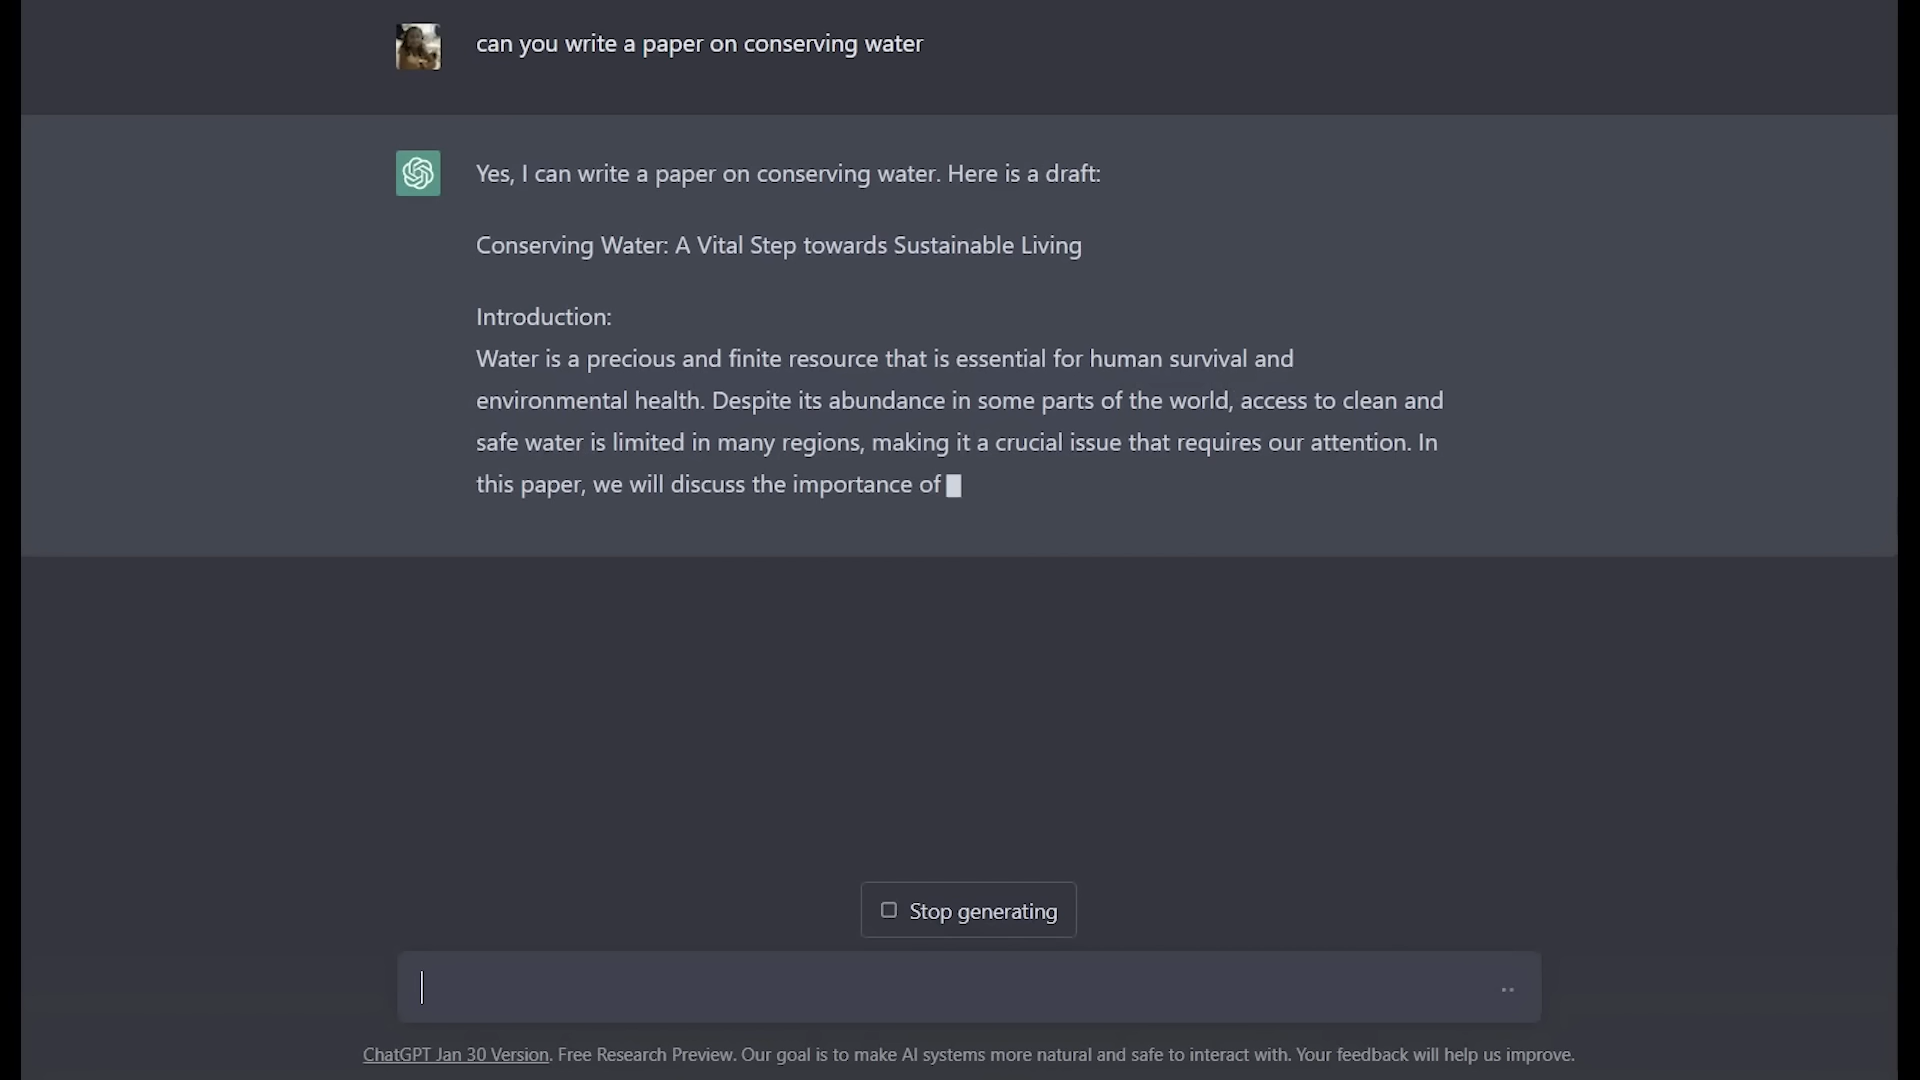 can you write a paper on conserving water
Yes, I can write a paper on conserving water. Here is a draft:
Conserving Water: A Vital Step towards Sustainable Living
Introduction:
Water is a precious and finite resource that is essential for human survival and
environmental health. Despite its abundance in some parts of the world, access to clean and
safe water is limited in many regions, making it a crucial issue that requires our attention. In
this paper, we will discuss the importance of
Stop generating
ChatGPT Jan 30 Version. Free Research Preview. Our goal is to make AI systems more natural and safe to interact with. Your feedback will help us improve.